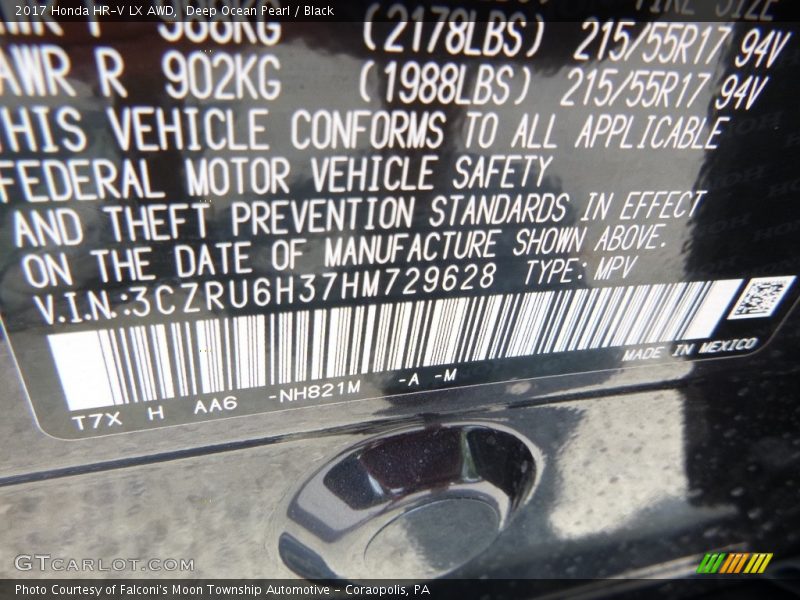 2017 Honda HR-V LX AWD, Deep Ocean Pearl / Black
TIRE SIZE
988KG (2178LBS) 215/55R17 94V
R 902KG (1988LBS) 215/55R17 94V
VEHICLE CONFORMS TO ALL APPLICABLE
FEDERAL MOTOR VEHICLE SAFETY
AND THEFT PREVENTION STANDARDS IN EFFECT
ON THE DATE OF MANUFACTURE SHOWN ABOVE.
V.I.N.:3CZRU6H37HM729628 TYPE: MPV
MADE IN MEXICO
T7X H AA6 -NH821M -A -M
GTCARLOT.COM
Photo Courtesy of Falconi's Moon Township Automotive - Coraopolis, PA